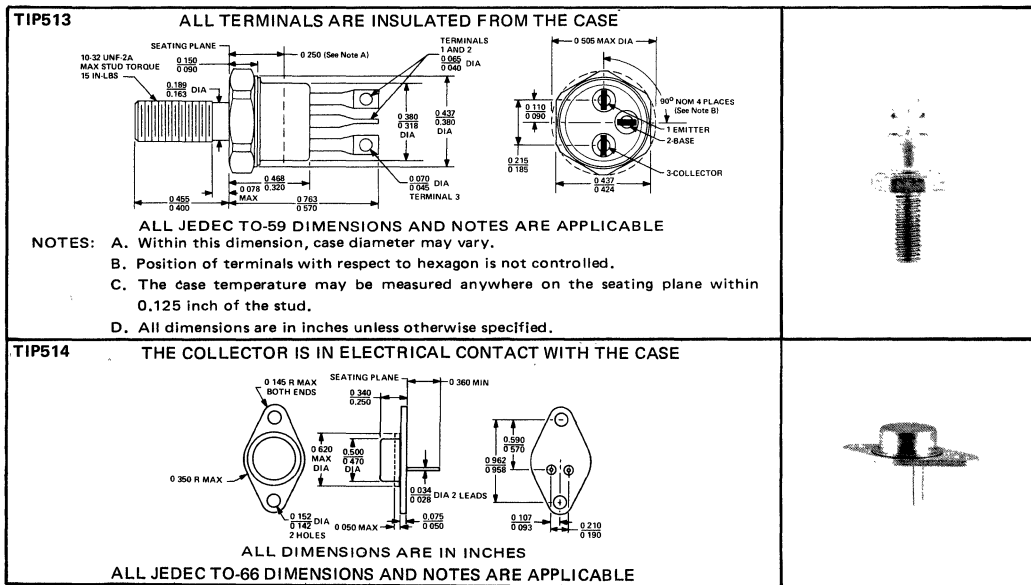 TIP513
ALL TERMINALS ARE INSULATED FROM THE CASE
SEATING PLANE
0 250 (See Note A)
TERMINALS
1 AND 2
0.065
0.040 DIA
10-32 UNF-2A
MAX STUD TORQUE
15 IN-LBS
0 150
0 090
0.189
0.163 DIA
0 380
0 318
DIA
0 437
0.380
DIA
0 468
0.320
0 078
MAX
0 070
0 045 DIA
TERMINAL 3
0 455
0 400
0.763
0 570
0 505 MAX DIA
90° NOM 4 PLACES
(See Note B)
0 110
0 090
1 EMITTER
2-BASE
0 215
0 185
3-COLLECTOR
0 437
0 424
ALL JEDEC TO-59 DIMENSIONS AND NOTES ARE APPLICABLE
NOTES: A. Within this dimension, case diameter may vary.
B. Position of terminals with respect to hexagon is not controlled.
C. The case temperature may be measured anywhere on the seating plane within
0.125 inch of the stud.
D. All dimensions are in inches unless otherwise specified.
TIP514
THE COLLECTOR IS IN ELECTRICAL CONTACT WITH THE CASE
0 145 R MAX
BOTH ENDS
SEATING PLANE
0 360 MIN
0.340
0.250
0 620
MAX
DIA
0.500
0 470
DIA
0 350 R MAX
0.034
0 028 DIA 2 LEADS
0 152
0 142 DIA
2 HOLES
0 050 MAX
0.075
0 050
0.590
0 570
0 962
0 958
0 107
0 093
0 210
0 190
ALL DIMENSIONS ARE IN INCHES
ALL JEDEC TO-66 DIMENSIONS AND NOTES ARE APPLICABLE